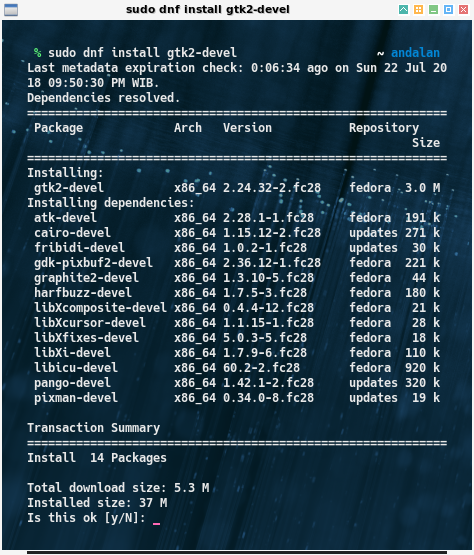 sudo dnf install gtk2-devel
% sudo dnf install gtk2-devel ~ andalan
Last metadata expiration check: 0:06:34 ago on Sun 22 Jul 20
18 09:50:30 PM WIB.
Dependencies resolved.
============================================================
Package Arch Version Repository
Size
============================================================
Installing:
gtk2-devel x86_64 2.24.32-2.fc28 fedora 3.0 M
Installing dependencies:
atk-devel x86_64 2.28.1-1.fc28 fedora 191 k
cairo-devel x86_64 1.15.12-2.fc28 updates 271 k
fribidi-devel x86_64 1.0.2-1.fc28 updates 30 k
gdk-pixbuf2-devel x86_64 2.36.12-1.fc28 fedora 221 k
graphite2-devel x86_64 1.3.10-5.fc28 fedora 44 k
harfbuzz-devel x86_64 1.7.5-3.fc28 fedora 180 k
libXcomposite-devel x86_64 0.4.4-12.fc28 fedora 21 k
libXcursor-devel x86_64 1.1.15-1.fc28 fedora 28 k
libXfixes-devel x86_64 5.0.3-5.fc28 fedora 18 k
libXi-devel x86_64 1.7.9-6.fc28 fedora 110 k
libicu-devel x86_64 60.2-2.fc28 fedora 920 k
pango-devel x86_64 1.42.1-2.fc28 updates 320 k
pixman-devel x86_64 0.34.0-8.fc28 updates 19 k
Transaction Summary
============================================================
Install 14 Packages
Total download size: 5.3 M
Installed size: 37 M
Is this ok [y/N]: _